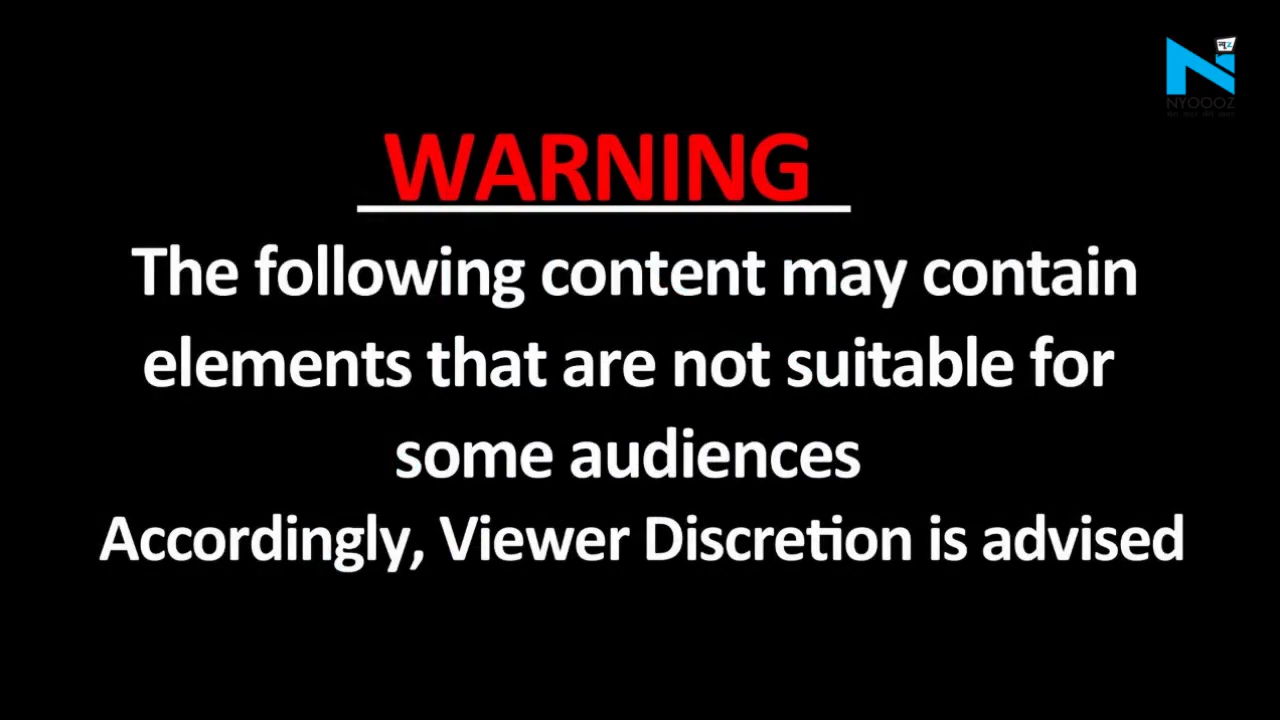 NYOOOZ
WARNING
The following content may contain
elements that are not suitable for
some audiences
Accordingly, Viewer Discretion is advised